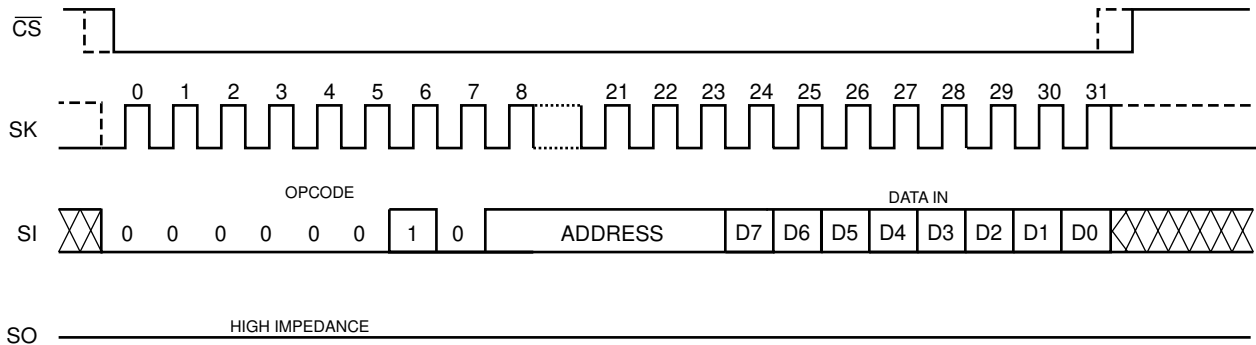 CS
0 1 2 3 4 5 6 7 8 21 22 23 24 25 26 27 28 29 30 31
SK
OPCODE DATA IN
SI 0 0 0 0 0 0 1 0 ADDRESS D7 D6 D5 D4 D3 D2 D1 D0
HIGH IMPEDANCE
SO